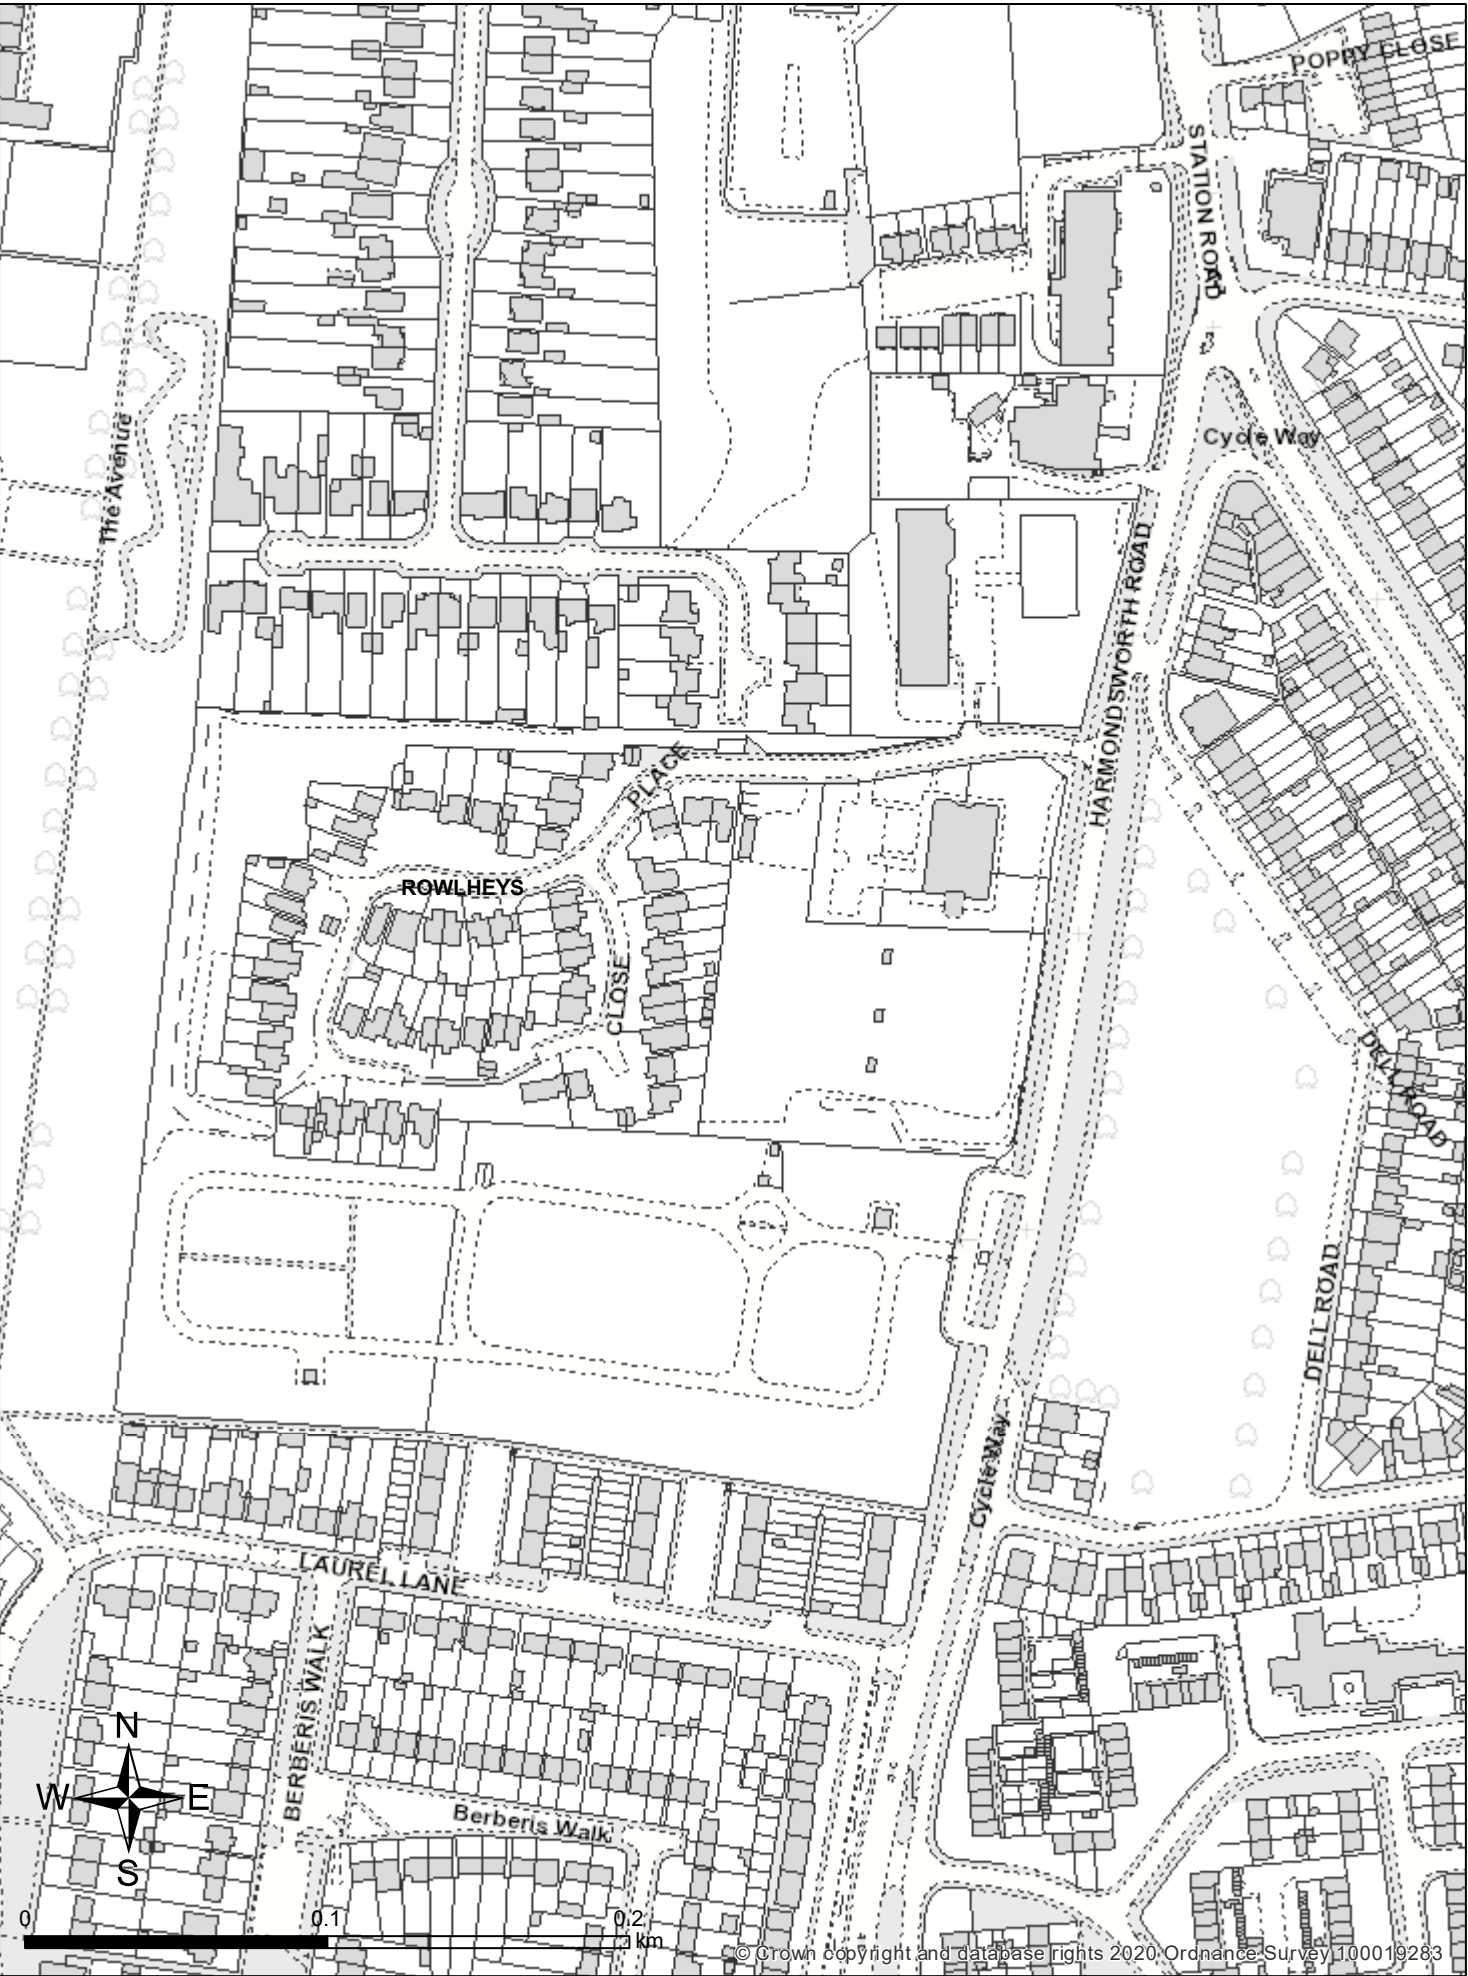 POPPY CLOSE
STATION ROAD
Cycle Way
The Avenue
HARMONDSWORTH ROAD
PLACE
ROWLHEYS
CLOSE
DELL ROAD
DELL ROAD
Cycle Way
LAUREL LANE
BERBERIS WALK
Berberis Walk
N
W E
S
0 0.1 0.2
km
© Crown copyright and database rights 2020 Ordnance Survey 100019283